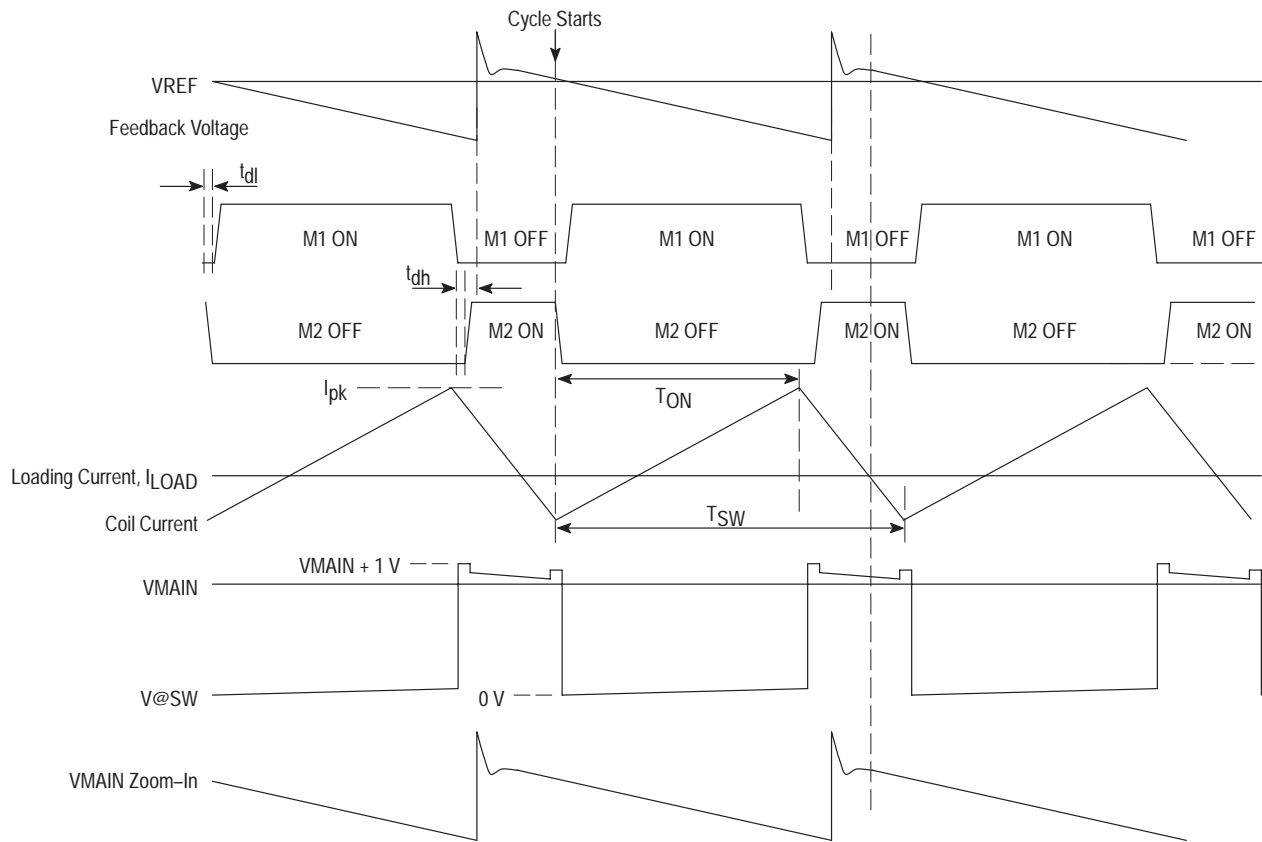 Cycle Starts
VREF
Feedback Voltage
tdl
M1 ON
M1 OFF
M1 ON
M1 OFF
M1 ON
M1 OFF
tdh
M2 OFF
M2 ON
M2 OFF
M2 ON
M2 OFF
M2 ON
Ipk
TON
Loading Current, ILOAD
Coil Current
TSW
VMAIN + 1 V
VMAIN
V@SW
0 V
VMAIN Zoom–In